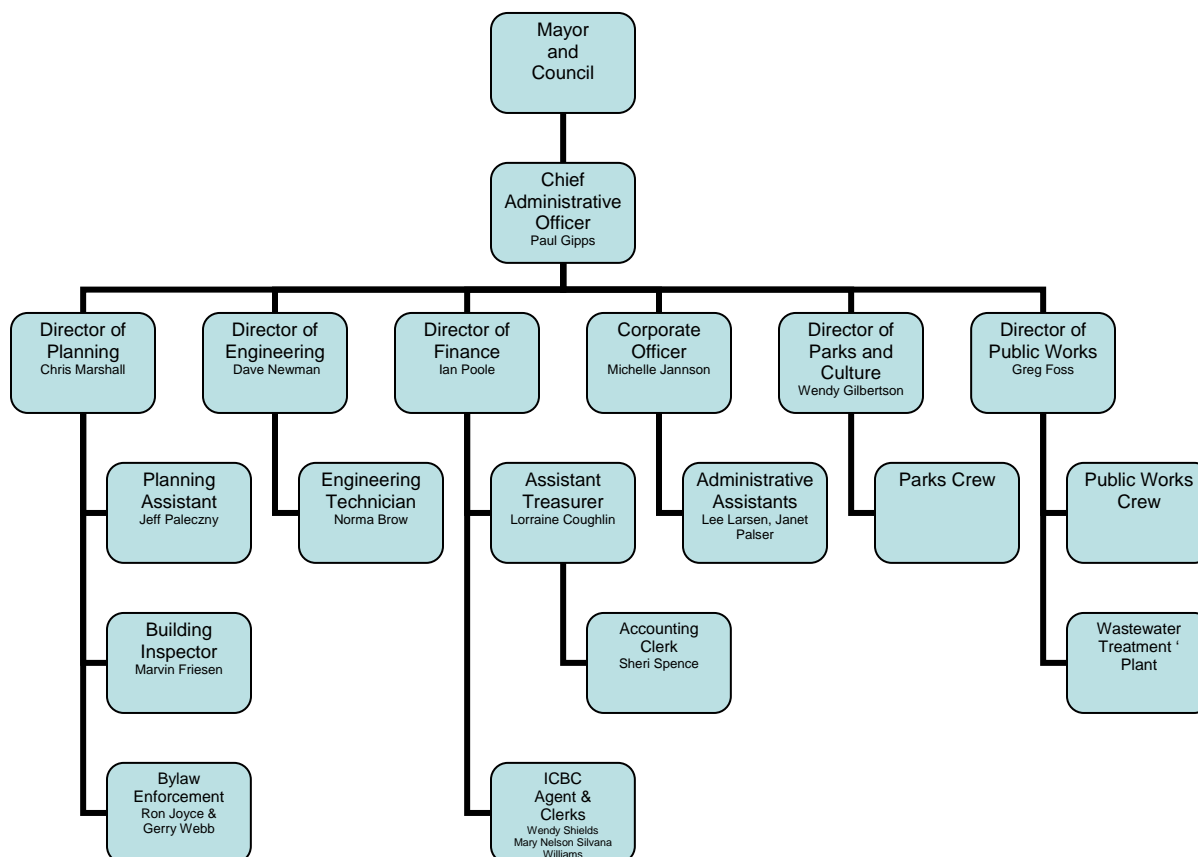 Mayor
and
Council
Chief
Administrative
Officer
Paul Gipps
Director of
Planning
Chris Marshall
Director of
Engineering
Dave Newman
Director of
Finance
Ian Poole
Corporate
Officer
Michelle Jannson
Director of
Parks and
Culture
Wendy Gilbertson
Director of
Public Works
Greg Foss
Planning
Assistant
Jeff Paleczny
Engineering
Technician
Norma Brow
Assistant
Treasurer
Lorraine Coughlin
Administrative
Assistants
Lee Larsen, Janet
Palser
Parks Crew
Public Works
Crew
Building
Inspector
Marvin Friesen
Accounting
Clerk
Sheri Spence
Wastewater
Treatment ‘
Plant
Bylaw
Enforcement
Ron Joyce &
Gerry Webb
ICBC
Agent &
Clerks
Wendy Shields
Mary Nelson Silvana
Williams